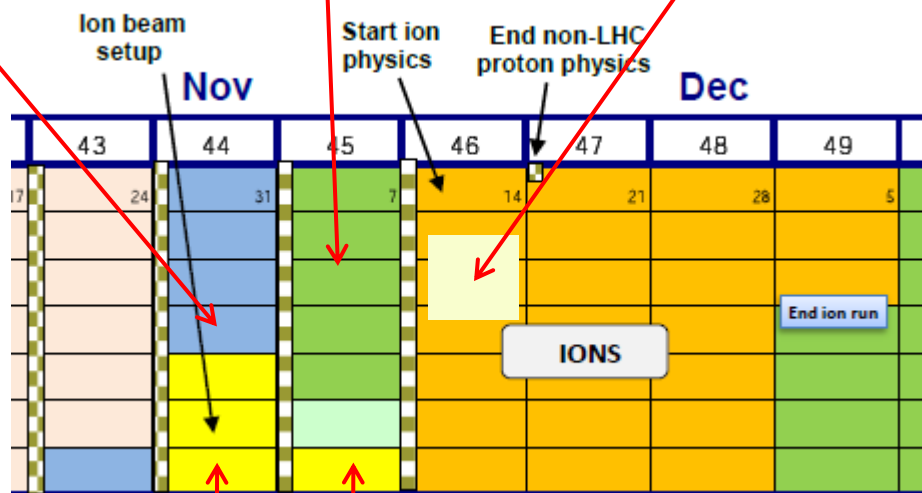 Ion beam
setup
Start ion
physics
End non-LHC
proton physics
Nov
Dec
43 44 45 46 47 48 49
17 24 31 7 14 21 28 5
End ion run
IONS